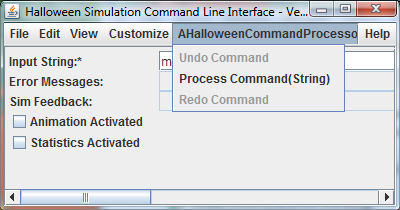 Halloween Simulation Command Line Interface - Ve...
File Edit View Customize AHalloweenCommandProcesso Help
Undo Command
Input String:* m
Process Command(String)
Error Messages:
Redo Command
Sim Feedback:
Animation Activated
Statistics Activated